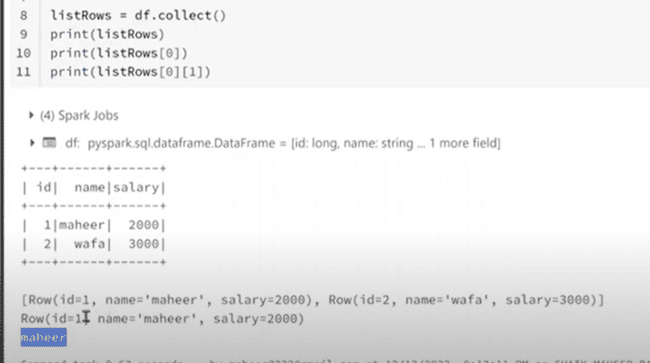 8 listRows = df.collect()
9 print(listRows)
10 print(listRows[0])
11 print(listRows[0][1])
(4) Spark Jobs
df: pyspark.sql.dataframe.DataFrame = [id: long, name: string ... 1 more field]
+---+------+------+
| id|  name|salary|
+---+------+------+
|  1|maheer|  2000|
|  2|  wafa|  3000|
+---+------+------+
[Row(id=1, name='maheer', salary=2000), Row(id=2, name='wafa', salary=3000)]
Row(id=1, name='maheer', salary=2000)
maheer